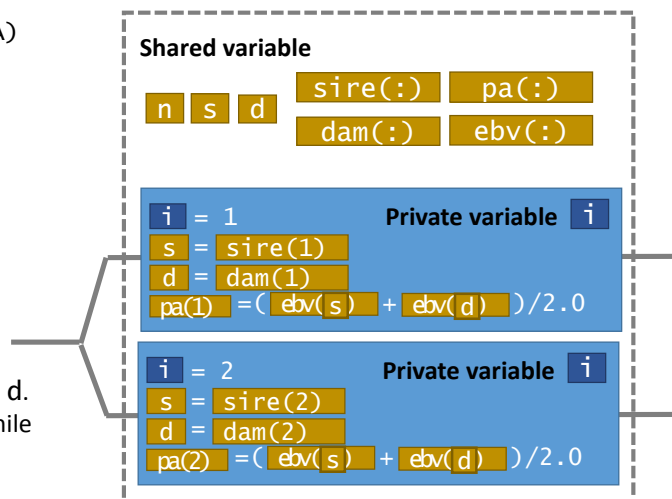 A)
Shared variable
n s d sire(:) pa(:)
dam(:) ebv(:)
i = 1 Private variable i
s = sire(1)
d = dam(1)
pa(1) =( ebv(s) + ebv(d) )/2.0
i = 2 Private variable i
d.
s = sire(2)
d = dam(2)
pa(2) =( ebv(s) + ebv(d) )/2.0